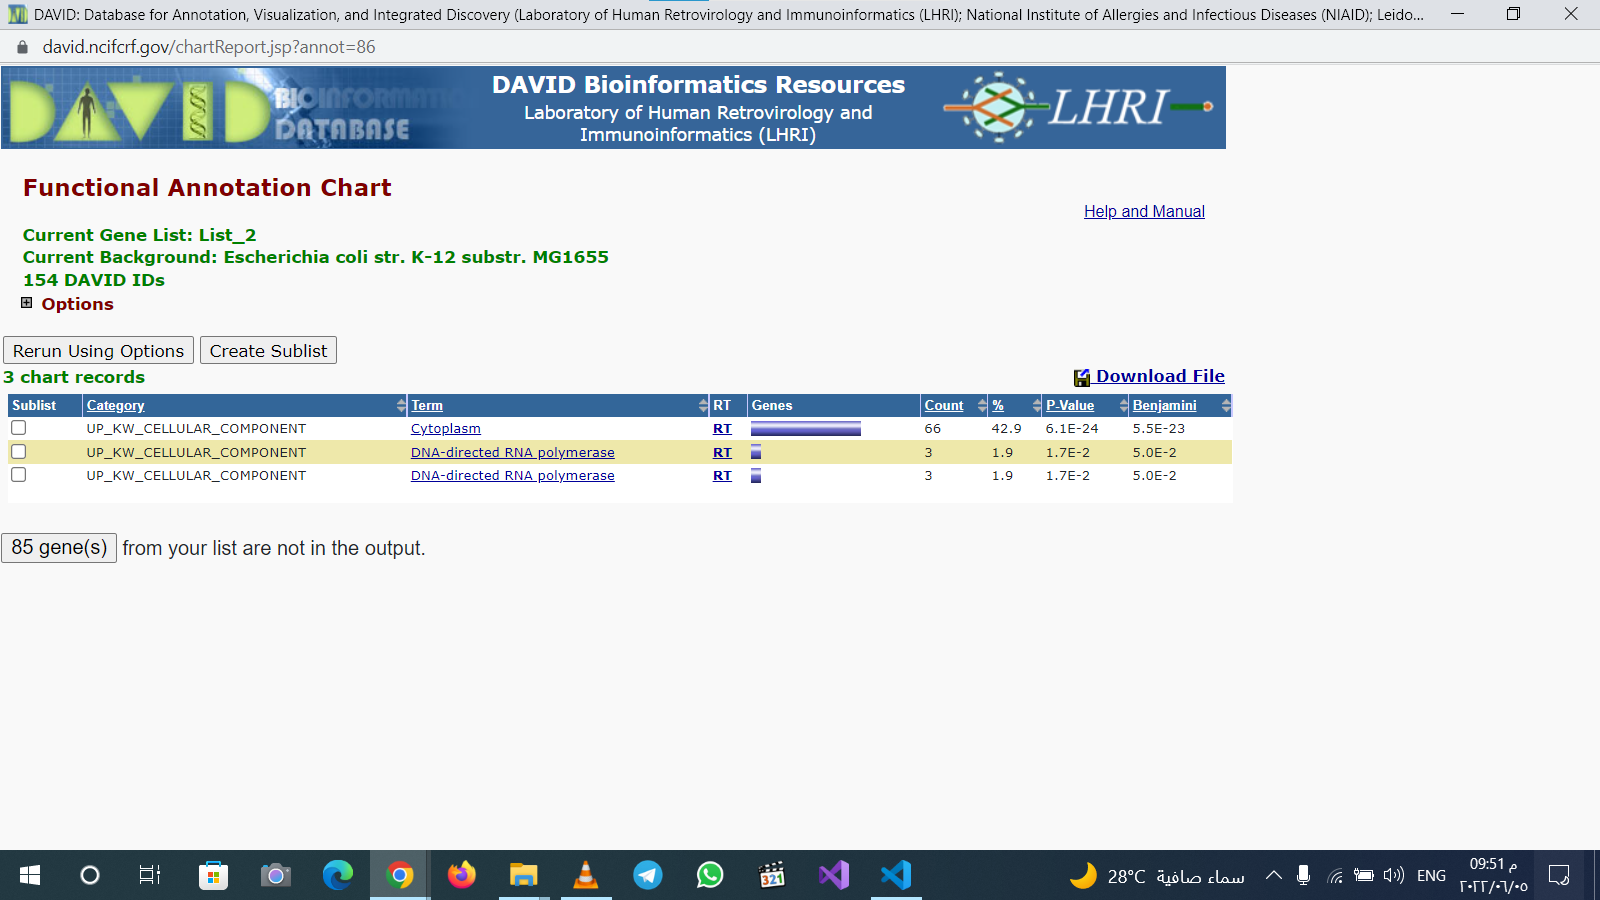 DAVID: Database for Annotation, Visualization, and Integrated Discovery (Laboratory of Human Retrovirology and Immunoinformatics (LHRI); National Institute of Allergies and Infectious Diseases (NIAID); Leido...
david.ncifcrf.gov/chartReport.jsp?annot=86
DAVID BIOINFORMATICS DATABASE
DAVID Bioinformatics Resources
Laboratory of Human Retrovirology and
Immunoinformatics (LHRI)
LHRI
Functional Annotation Chart
Help and Manual
Current Gene List: List_2
Current Background: Escherichia coli str. K-12 substr. MG1655
154 DAVID IDs
Options
Rerun Using Options Create Sublist
3 chart records Download File
Sublist Category Term RT Genes Count % P-Value Benjamini
UP_KW_CELLULAR_COMPONENT Cytoplasm RT 66 42.9 6.1E-24 5.5E-23
UP_KW_CELLULAR_COMPONENT DNA-directed RNA polymerase RT 3 1.9 1.7E-2 5.0E-2
UP_KW_CELLULAR_COMPONENT DNA-directed RNA polymerase RT 3 1.9 1.7E-2 5.0E-2
85 gene(s) from your list are not in the output.
321
28°C سماء صافية
ENG
09:51 م
٢٠٢٢/٠٦/٠٥